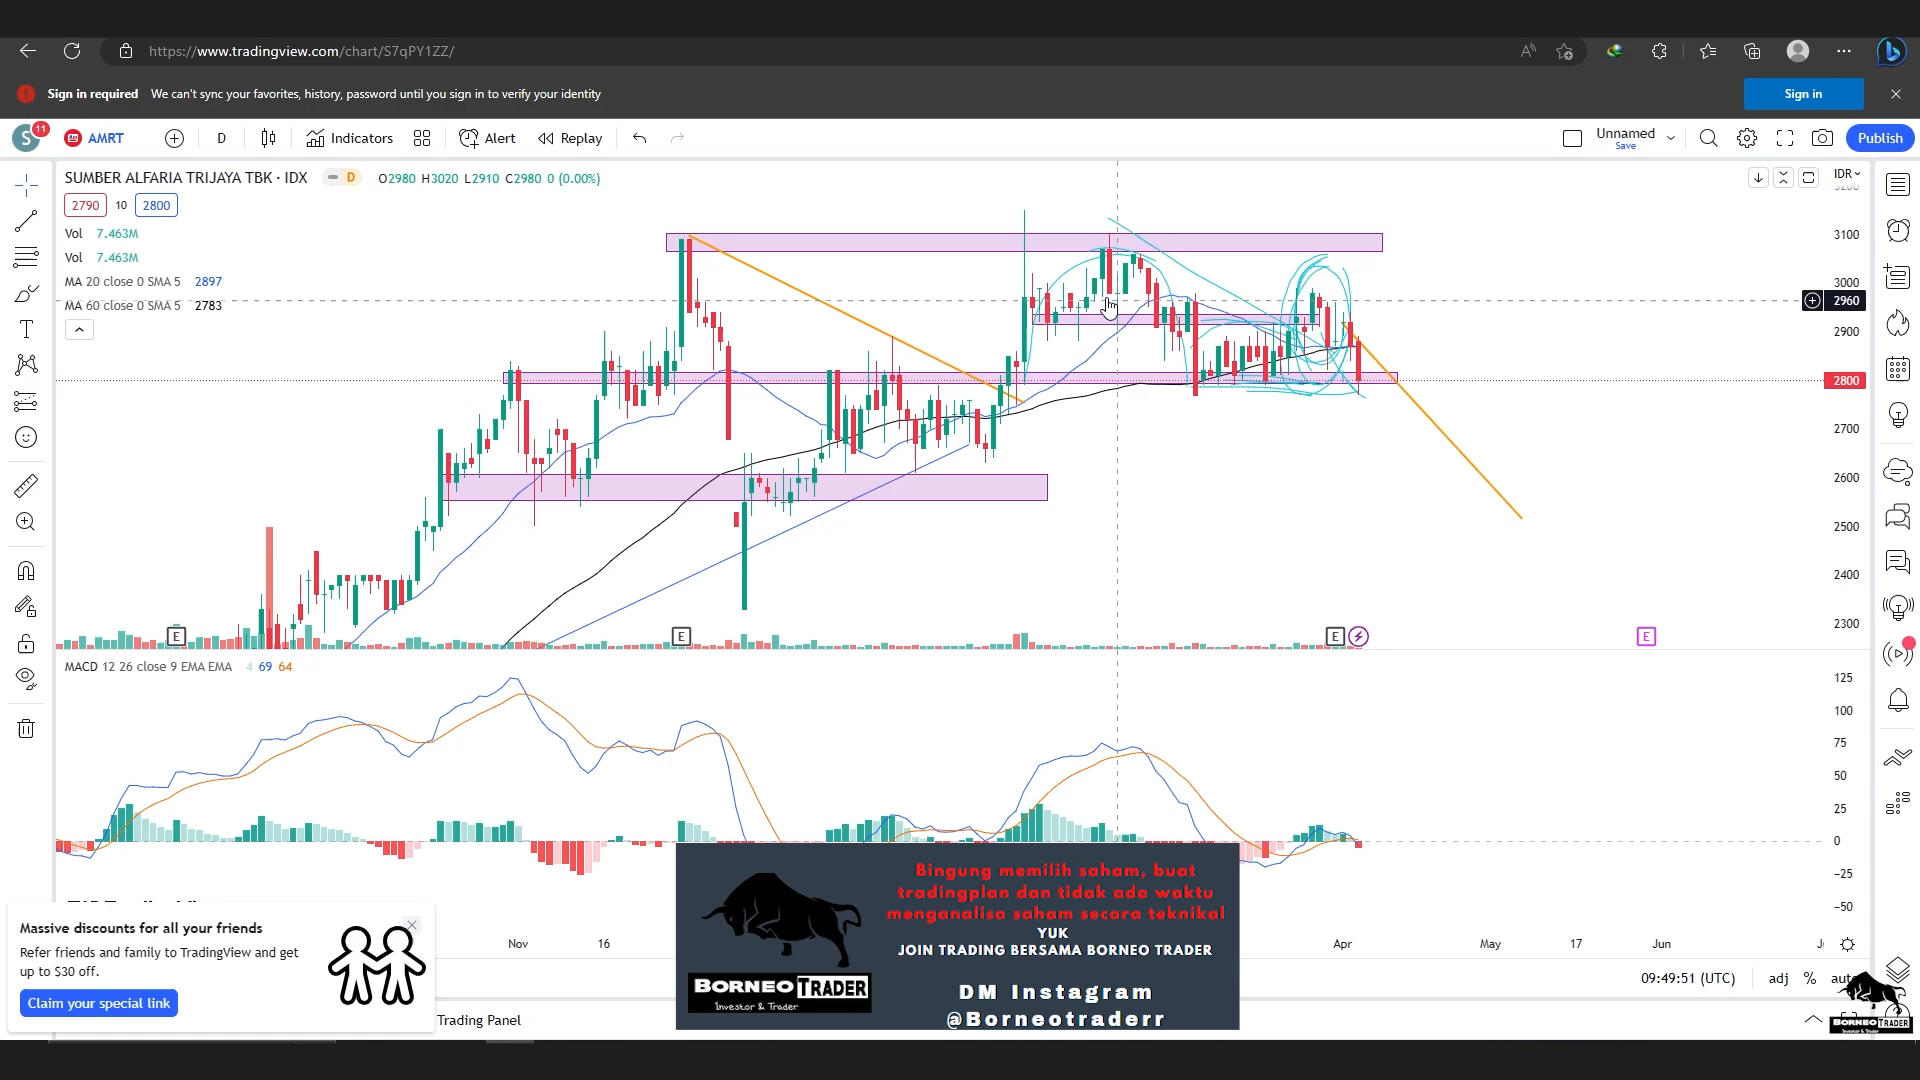 https://www.tradingview.com/chart/S7qPY1ZZ/
Sign in required We can't sync your favorites, history, password until you sign in to verify your identity
Sign in
S 11 AMRT D Indicators Alert Replay
Unnamed
Save
Publish
SUMBER ALFARIA TRIJAYA TBK · IDX D O2980 H3020 L2910 C2980 0 (0.00%)
IDR
2790 10 2800
Vol 7.463M
Vol 7.463M
MA 20 close 0 SMA 5 2897
MA 60 close 0 SMA 5 2783
3200
3100
3000
2960
2900
2800
2700
2600
2500
2400
2300
E E E E
MACD 12 26 close 9 EMA EMA 4 69 64
125
100
75
50
25
0
−25
−50
Nov 16 Apr May 17 Jun
09:49:51 (UTC) adj % auto
Massive discounts for all your friends
Refer friends and family to TradingView and get
up to $30 off.
Claim your special link
Trading Panel
Bingung memilih saham, buat
tradingplan dan tidak ada waktu
menganalisa saham secara teknikal
YUK
JOIN TRADING BERSAMA BORNEO TRADER
DM Instagram
@Borneotraderr
BORNEO TRADER
Investor & Trader
BORNEO TRADER
Investor & Trader